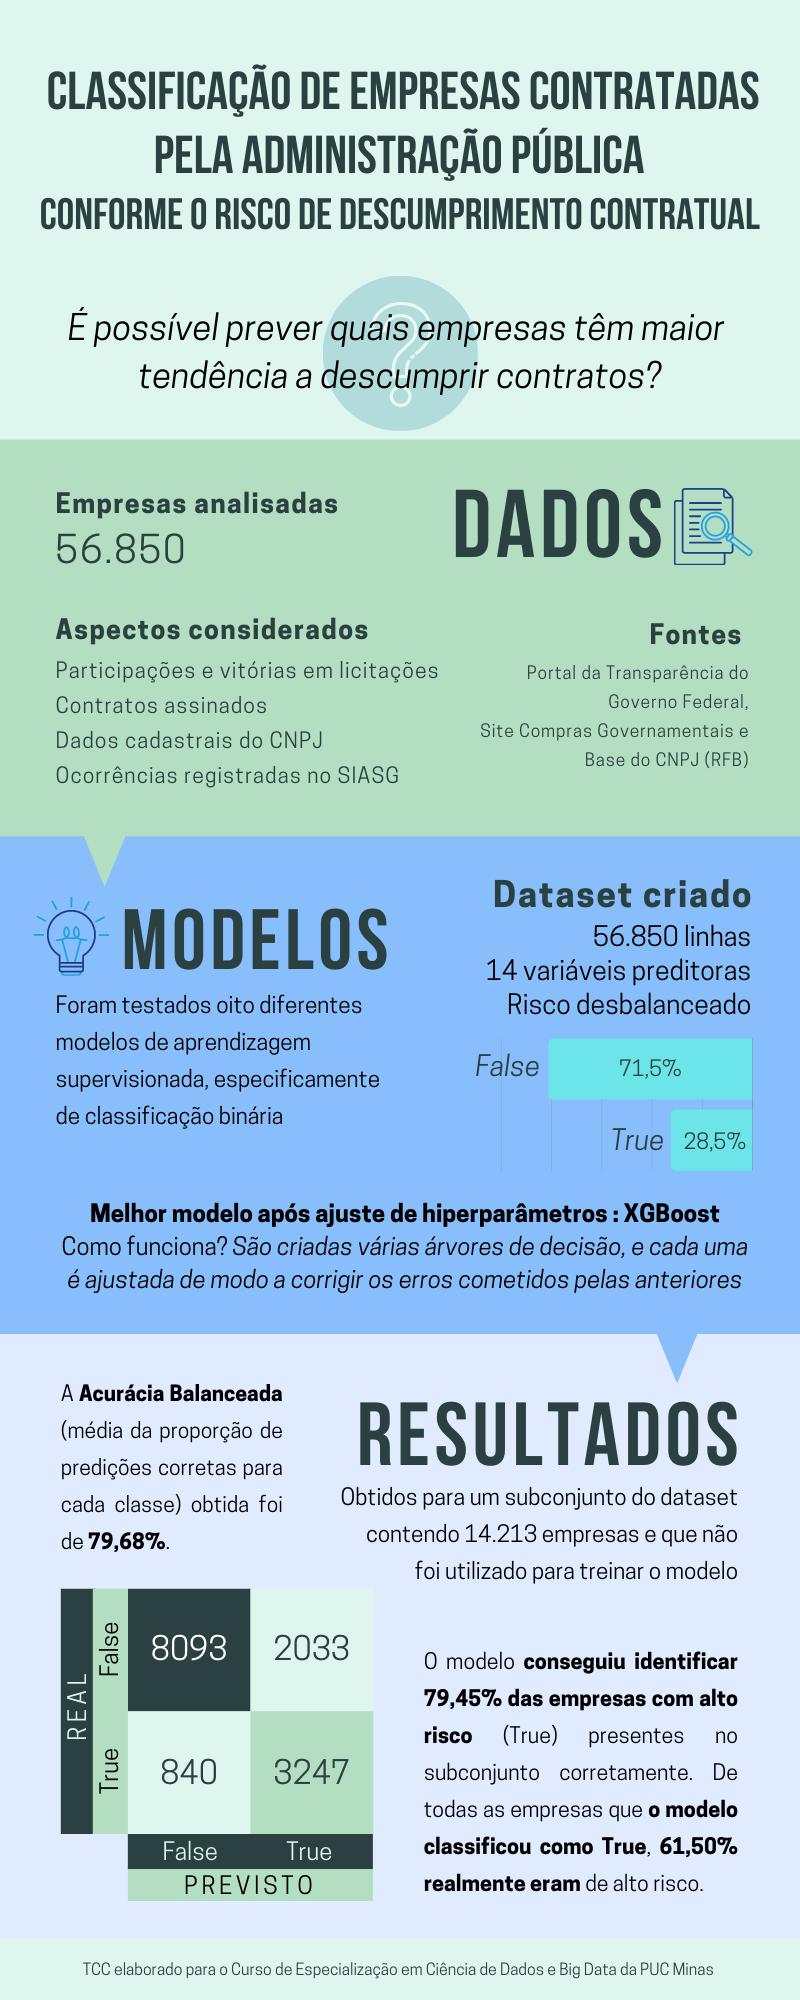 CLASSIFICAÇÃO DE EMPRESAS CONTRATADAS
PELA ADMINISTRAÇÃO PÚBLICA
CONFORME O RISCO DE DESCUMPRIMENTO CONTRATUAL
É possível prever quais empresas têm maior
tendência a descumprir contratos?
DADOS
Empresas analisadas
56.850
Aspectos considerados
Participações e vitórias em licitações
Contratos assinados
Dados cadastrais do CNPJ
Ocorrências registradas no SIASG
Fontes
Portal da Transparência do
Governo Federal,
Site Compras Governamentais e
Base do CNPJ (RFB)
MODELOS
Foram testados oito diferentes
modelos de aprendizagem
supervisionada, especificamente
de classificação binária
Dataset criado
56.850 linhas
14 variáveis preditoras
Risco desbalanceado
False 71,5%
True 28,5%
Melhor modelo após ajuste de hiperparâmetros : XGBoost
Como funciona? São criadas várias árvores de decisão, e cada uma
é ajustada de modo a corrigir os erros cometidos pelas anteriores
RESULTADOS
Obtidos para um subconjunto do dataset
contendo 14.213 empresas e que não
foi utilizado para treinar o modelo
A Acurácia Balanceada
(média da proporção de
predições corretas para
cada classe) obtida foi
de 79,68%.
REAL
False 8093 2033
True 840 3247
False True
PREVISTO
O modelo conseguiu identificar
79,45% das empresas com alto
risco (True) presentes no
subconjunto corretamente. De
todas as empresas que o modelo
classificou como True, 61,50%
realmente eram de alto risco.
TCC elaborado para o Curso de Especialização em Ciência de Dados e Big Data da PUC Minas